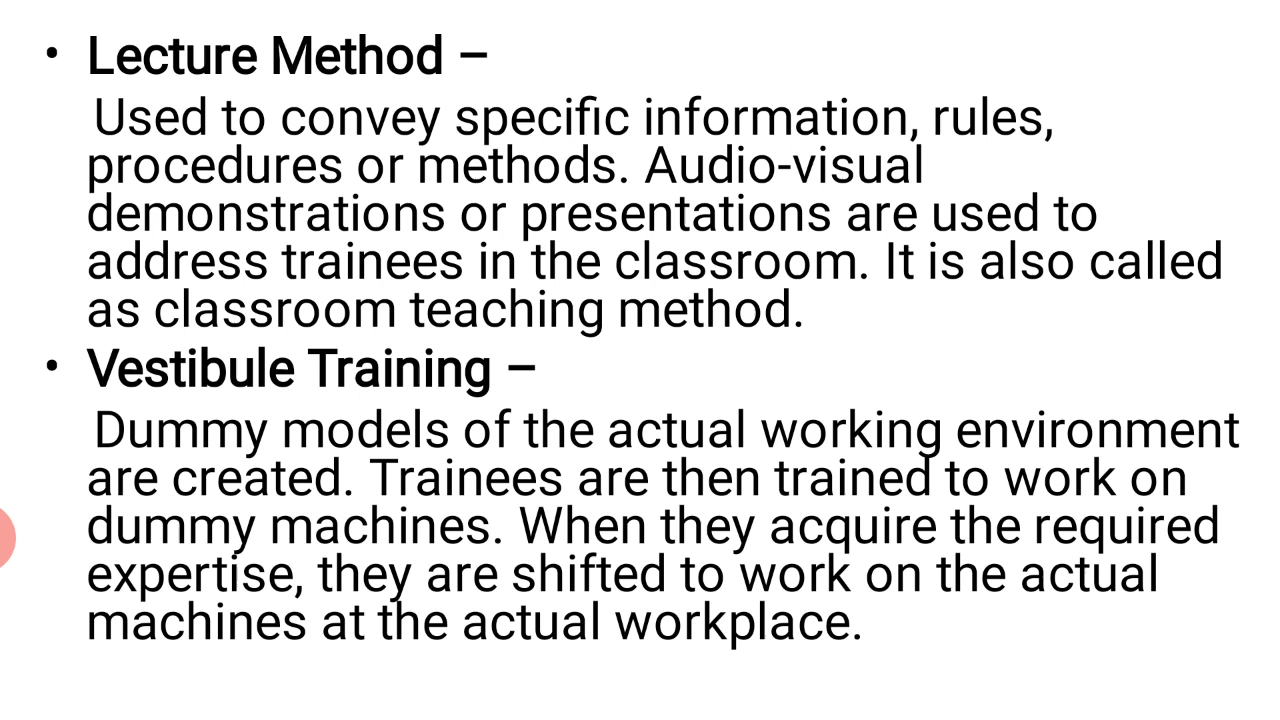 • Lecture Method –
Used to convey specific information, rules,
procedures or methods. Audio-visual
demonstrations or presentations are used to
address trainees in the classroom. It is also called
as classroom teaching method.
• Vestibule Training –
Dummy models of the actual working environment
are created. Trainees are then trained to work on
dummy machines. When they acquire the required
expertise, they are shifted to work on the actual
machines at the actual workplace.